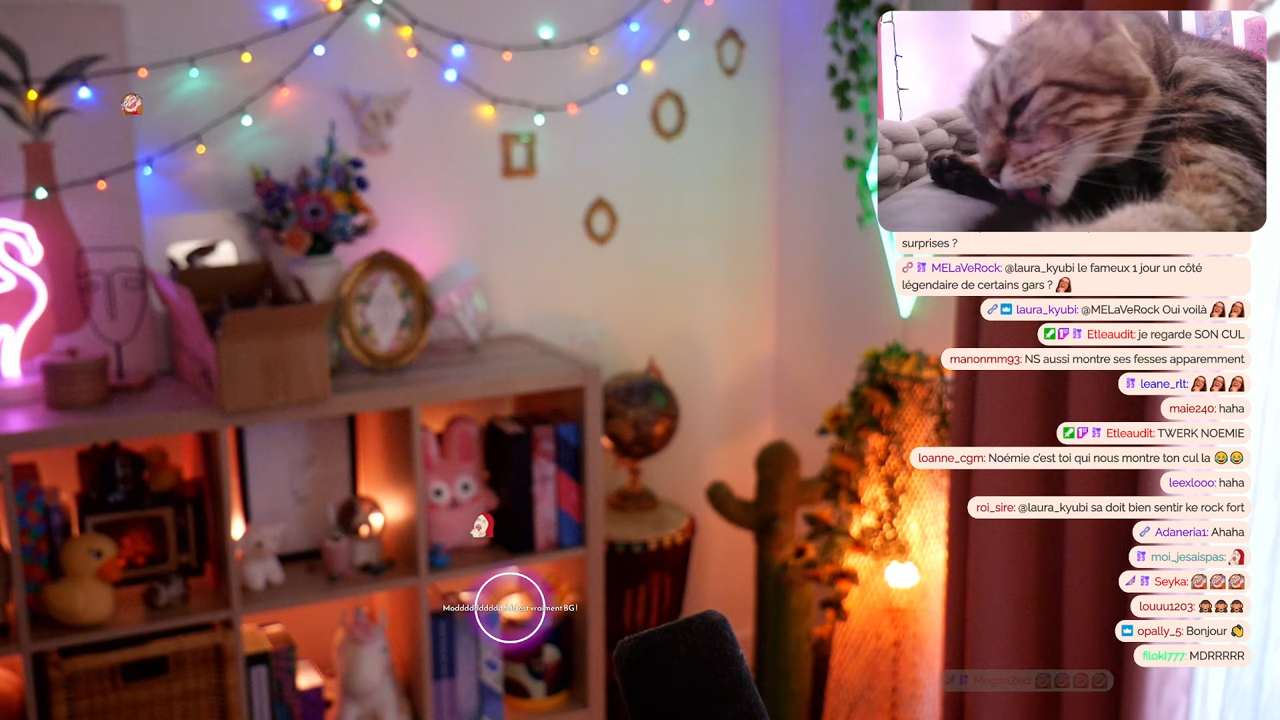 surprises ?
MELaVeRock: @laura_kyubi le fameux 1 jour un côté
légendaire de certains gars ?
laura_kyubi: @MELaVeRock Oui voilà
Etleaudit: je regarde SON CUL
manonmm93: NS aussi montre ses fesses apparemment
leane_rlt:
maie240: haha
Etleaudit: TWERK NOEMIE
loanne_cgm: Noémie c'est toi qui nous montre ton cul la
leexlooo: haha
roi_sire: @laura_kyubi sa doit bien sentir ke rock fort
Adaneria1: Ahaha
moi_jesaispas:
Seyka:
louuu1203:
opally_5: Bonjour
filoki777: MDRRRRR
est vraiment BG !